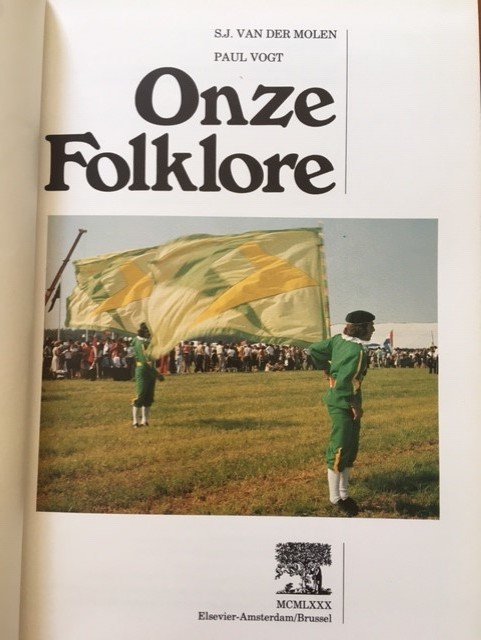 S.J. VAN DER MOLEN
PAUL VOGT
Onze
Folklore
MCMLXXX
Elsevier-Amsterdam/Brussel